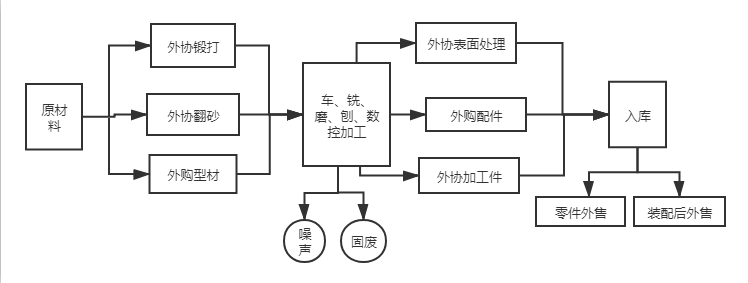 原材
料
外协锻打
外协翻砂
外购型材
车、铣、
磨、刨、数
控加工
噪
声
固废
外协表面处理
外购配件
外协加工件
入库
零件外售
装配后外售